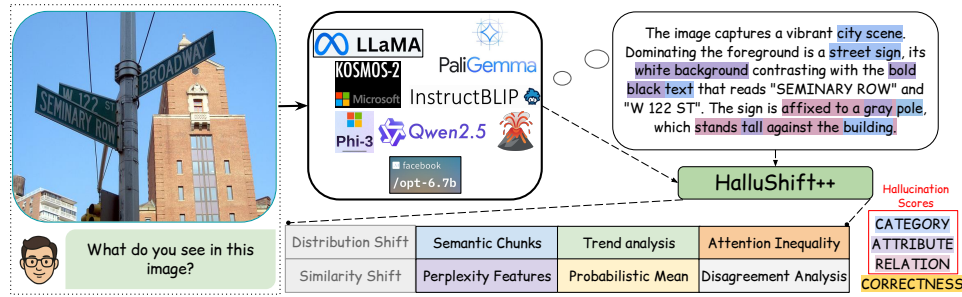 BROADWAY
W 122 ST
SEMINARY ROW
What do you see in this
image?
LLaMA
KOSMOS-2
Microsoft
PaliGemma
InstructBLIP
Phi-3
Qwen2.5
facebook
/opt-6.7b
The image captures a vibrant city scene.
Dominating the foreground is a street sign, its
white background contrasting with the bold
black text that reads "SEMINARY ROW" and
"W 122 ST". The sign is affixed to a gray pole,
which stands tall against the building.
HalluShift++
Distribution Shift
Semantic Chunks
Trend analysis
Attention Inequality
Similarity Shift
Perplexity Features
Probabilistic Mean
Disagreement Analysis
Hallucination
Scores
CATEGORY
ATTRIBUTE
RELATION
CORRECTNESS